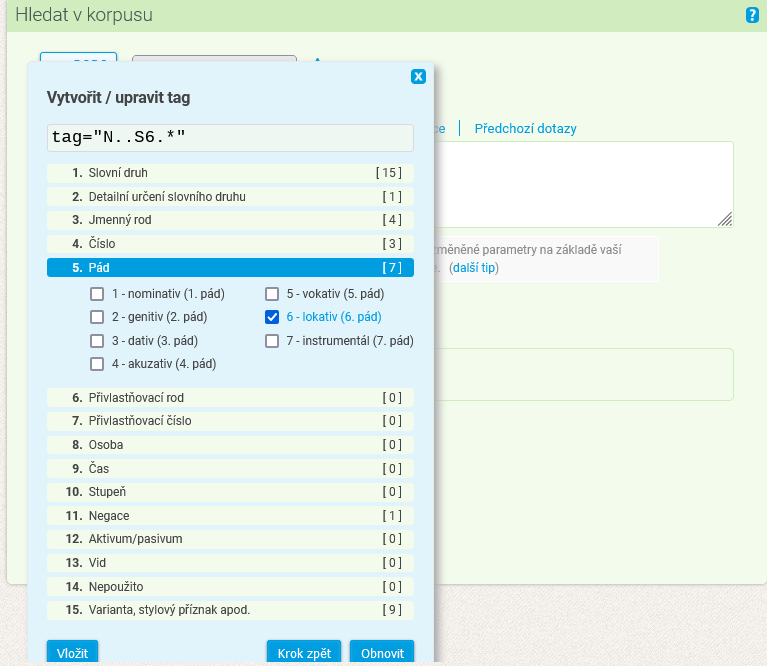 Hledat v korpusu
?
x
Vytvořit / upravit tag
tag="N..S6.*"
ce | Předchozí dotazy
1. Slovní druh [ 15 ]
2. Detailní určení slovního druhu [ 1 ]
3. Jmenný rod [ 4 ]
4. Číslo [ 3 ]
změněné parametry na základě vaší
5. Pád [ 7 ]
(další tip)
1 - nominativ (1. pád) 5 - vokativ (5. pád)
2 - genitiv (2. pád) 6 - lokativ (6. pád)
3 - dativ (3. pád) 7 - instrumentál (7. pád)
4 - akuzativ (4. pád)
6. Přivlastňovací rod [ 0 ]
7. Přivlastňovací číslo [ 0 ]
8. Osoba [ 0 ]
9. Čas [ 0 ]
10. Stupeň [ 0 ]
11. Negace [ 1 ]
12. Aktivum/pasivum [ 0 ]
13. Vid [ 0 ]
14. Nepoužito [ 0 ]
15. Varianta, stylový příznak apod. [ 9 ]
Vložit Krok zpět Obnovit